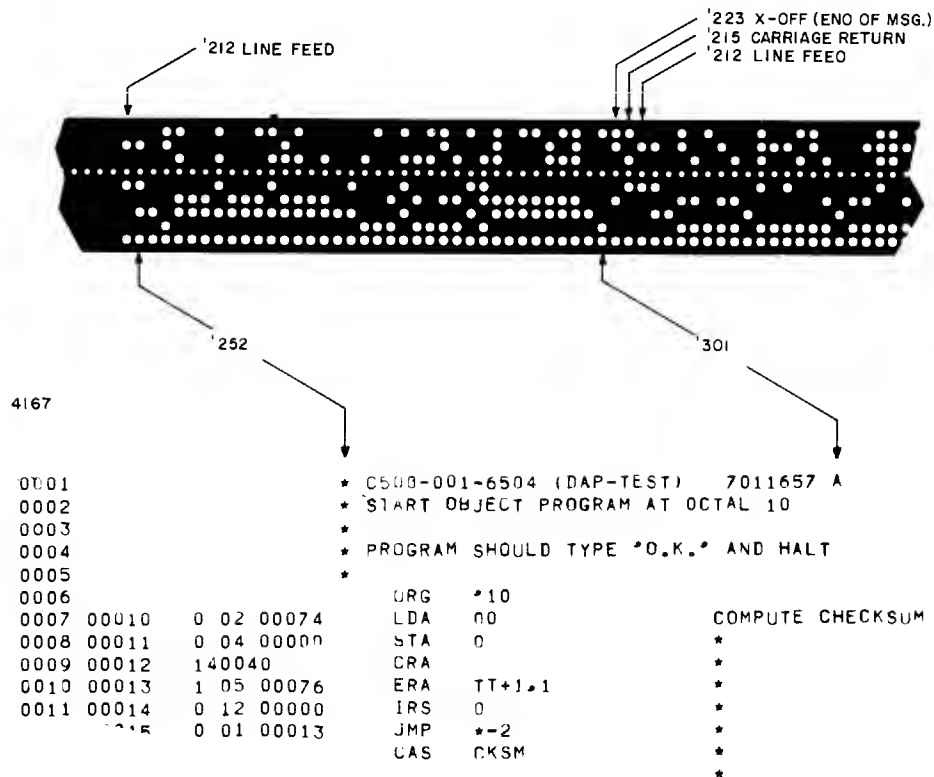 '223 X-OFF (ENO OF MSG.)
'215 CARRIAGE RETURN
'212 LINE FEEO
'212 LINE FEED
'252
'301
4167
0001 * C500-001-6504 (DAP-TEST) 7011657 A
0002 * START OBJECT PROGRAM AT OCTAL 10
0003 *
0004 * PROGRAM SHOULD TYPE 'O.K.' AND HALT
0005 *
0006 ORG '10
0007 00010 0 02 00074 LDA 00 COMPUTE CHECKSUM
0008 00011 0 04 00000 STA 0 *
0009 00012 140040 CRA *
0010 00013 1 05 00076 ERA TT+1,1 *
0011 00014 0 12 00000 IRS 0 *
0 01 00013 JMP *-2 *
CAS CKSM *
*